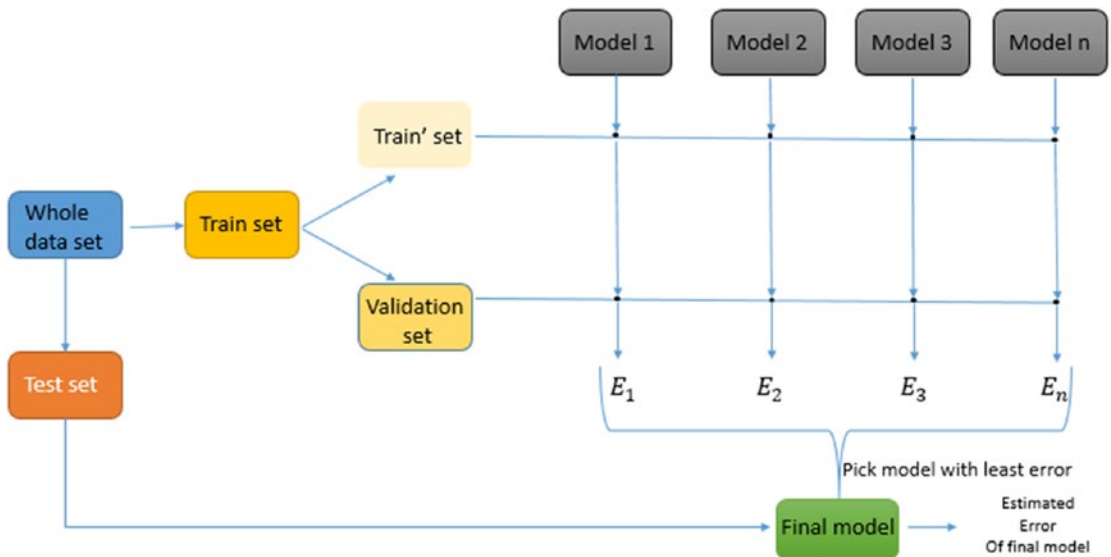 Model 1
Model 2
Model 3
Model n
Train’ set
Whole
data set
Train set
Validation
set
Test set
E₁
E₂
E₃
Eₙ
Pick model with least error
Final model
Estimated
Error
Of final model